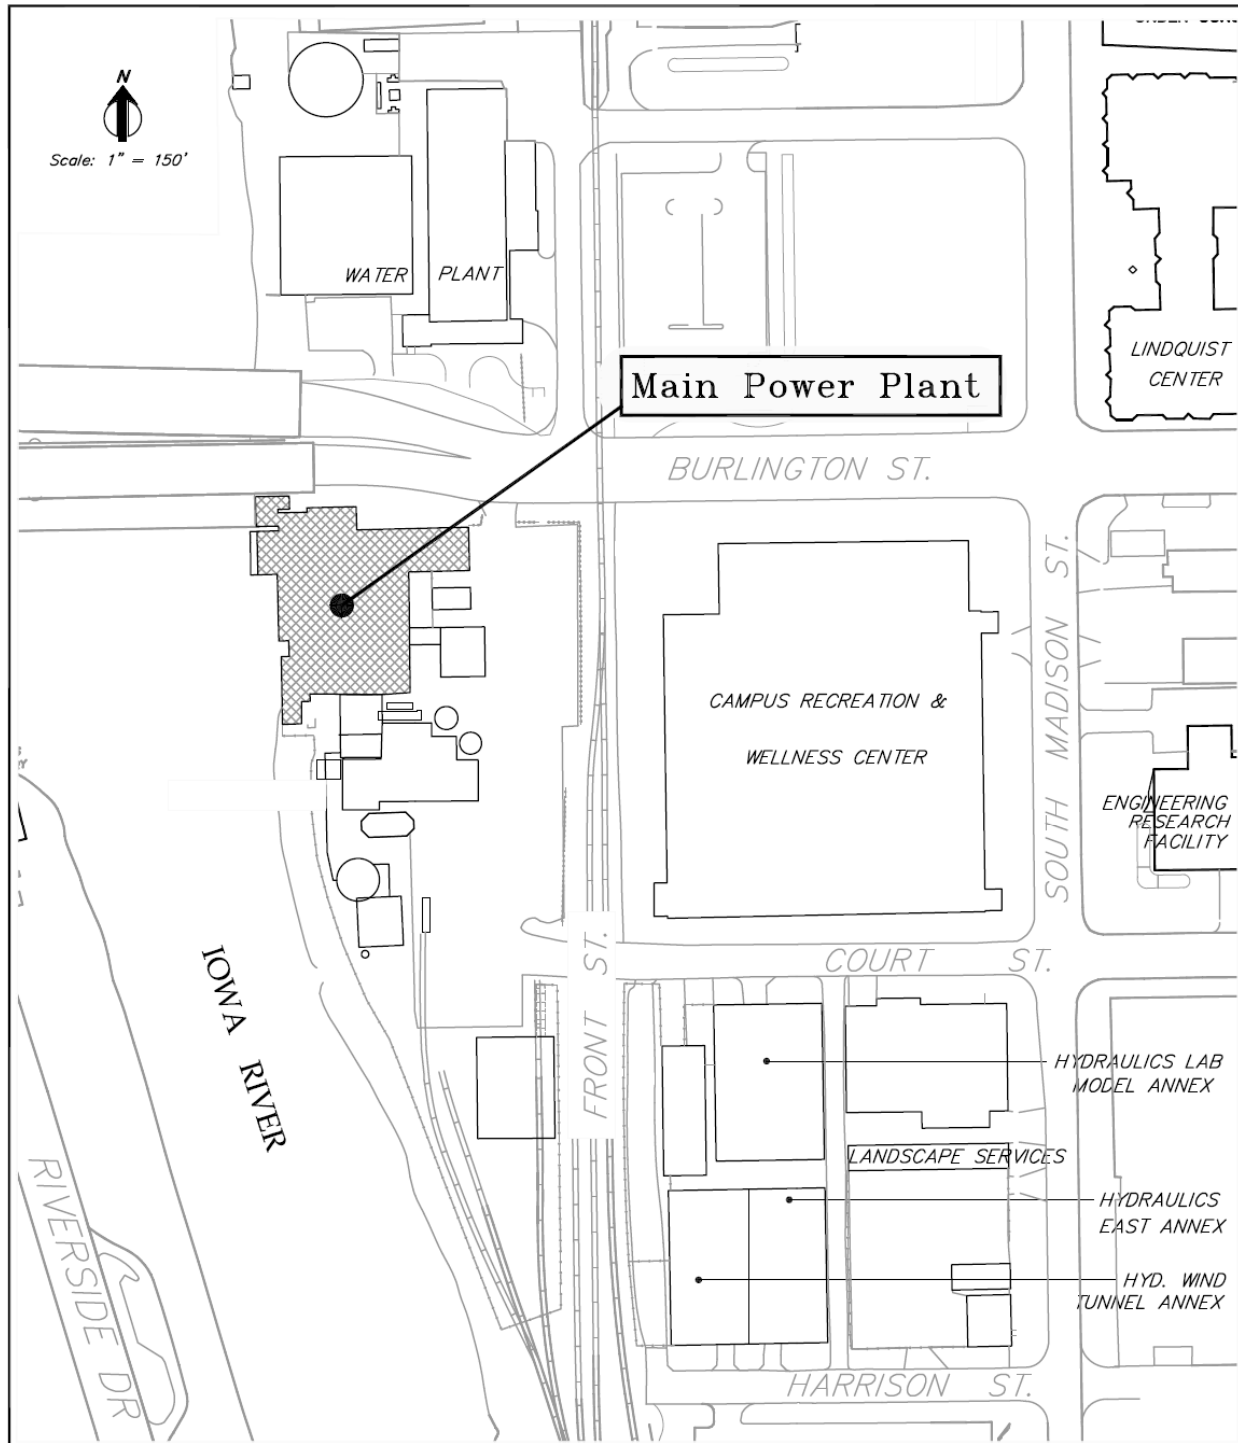 N
Scale: 1" = 150'
WATER PLANT
LINDQUIST
CENTER
Main Power Plant
BURLINGTON ST.
SOUTH MADISON ST.
CAMPUS RECREATION &
WELLNESS CENTER
ENGINEERING
RESEARCH
FACILITY
IOWA RIVER
FRONT ST.
COURT ST.
HYDRAULICS LAB
MODEL ANNEX
LANDSCAPE SERVICES
HYDRAULICS
EAST ANNEX
HYD. WIND
TUNNEL ANNEX
RIVERSIDE DR
HARRISON ST.